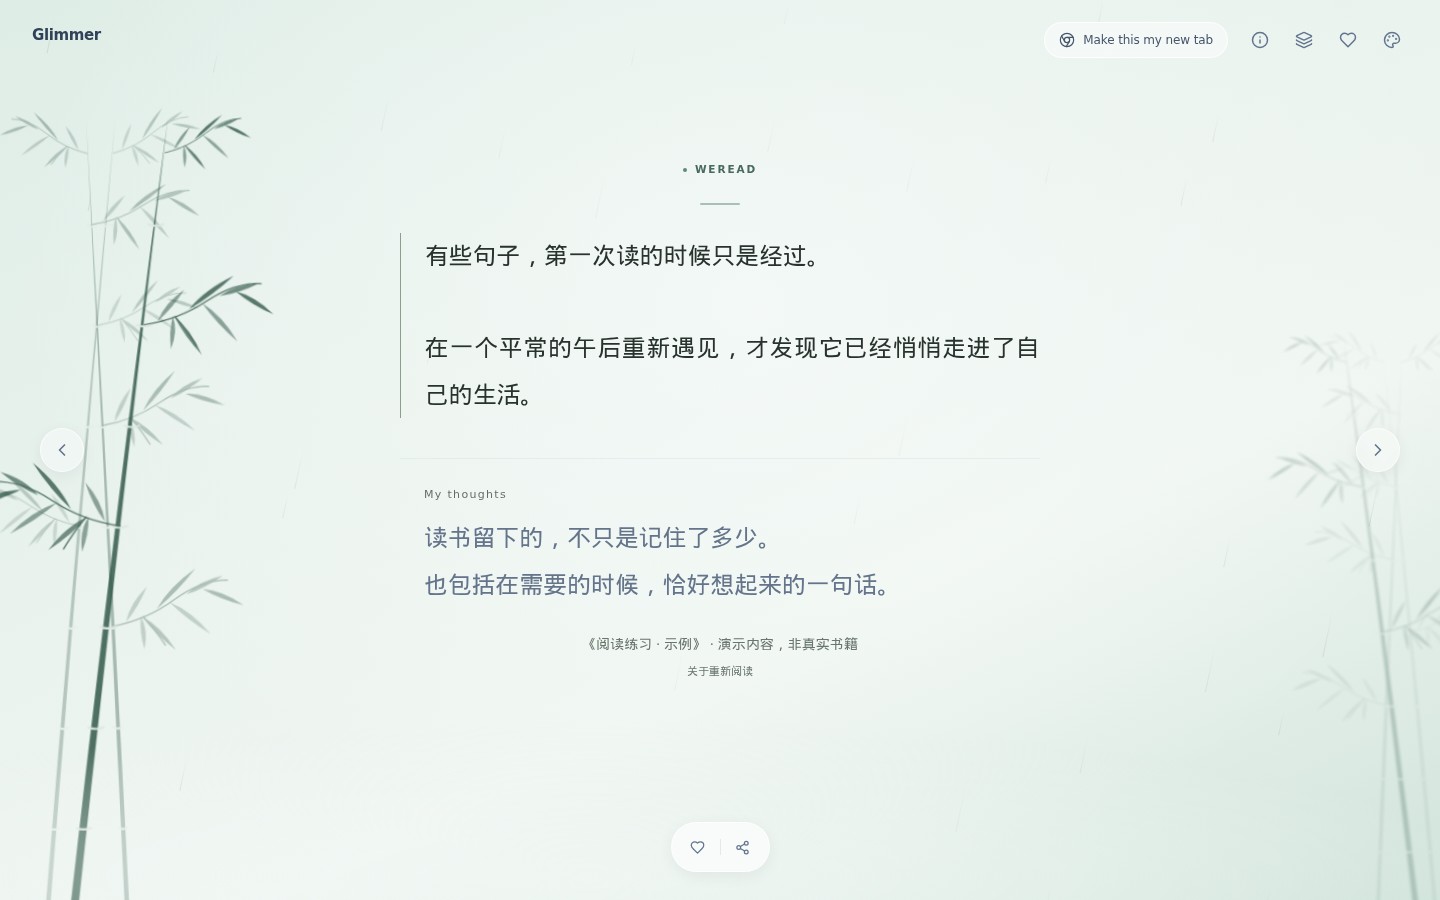 Glimmer
Make this my new tab
WEREAD
有些句子，第一次读的时候只是经过。
在一个平常的午后重新遇见，才发现它已经悄悄走进了自
己的生活。
My thoughts
读书留下的，不只是记住了多少。
也包括在需要的时候，恰好想起来的一句话。
《阅读练习 · 示例》 · 演示内容，非真实书籍
关于重新阅读